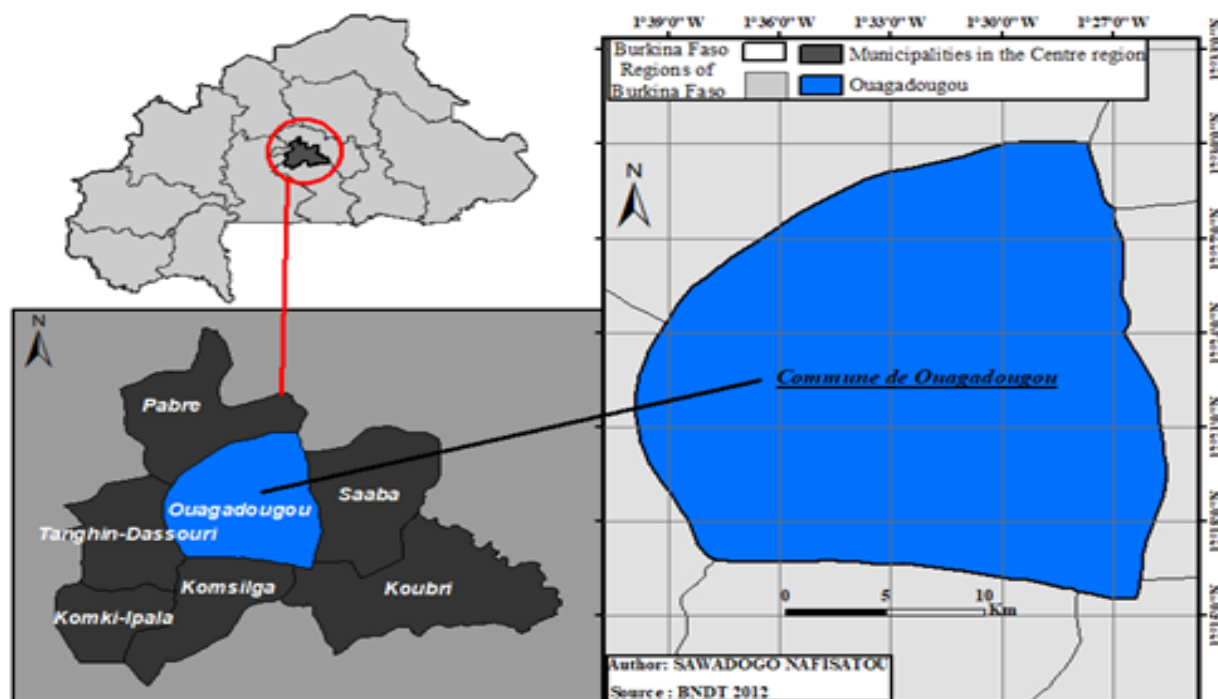 1°39'0" W 1°36'0" W 1°33'0" W 1°30'0" W 1°27'0" W
Burkina Faso
Regions of
Burkina Faso
Municipalities in the Centre region
Ouagadougou
N
Commune de Ouagadougou
0 5 10
Km
Author: SAWADOGO NAFISATOU
Source : BNDT 2012
N
Pabre
Ouagadougou
Saaba
Tanghin-Dassouri
Komsilga
Koubri
Komki-Ipala